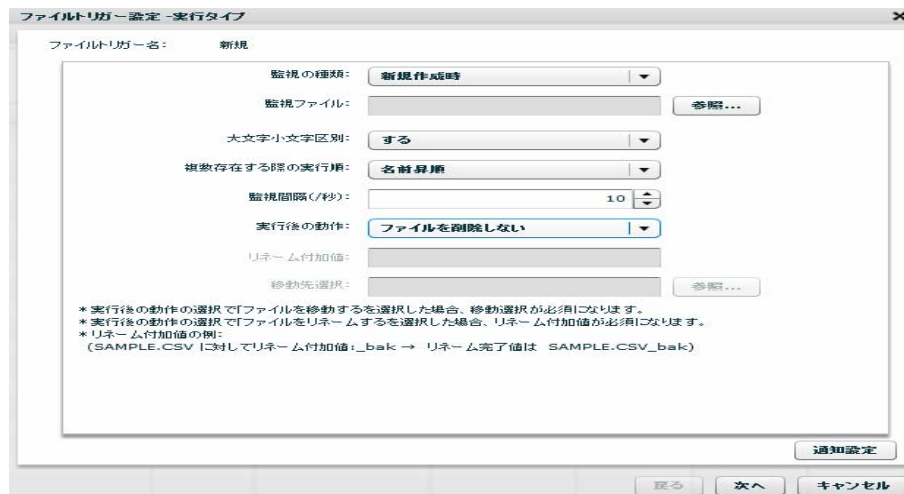 ファイルトリガー設定 -実行タイプ
ファイルトリガー名: 新規
監視の種類: 新規作成時
監視ファイル: 参照...
大文字小文字区別: する
複数存在する際の実行順: 名前昇順
監視間隔(/秒): 10
実行後の動作: ファイルを削除しない
リネーム付加値:
移動先選択: 参照...
* 実行後の動作の選択で「ファイルを移動するを選択した場合、移動選択が必須になります。
* 実行後の動作の選択で「ファイルをリネームするを選択した場合、リネーム付加値が必須になります。
* リネーム付加値の例:
(SAMPLE.CSV に対してリネーム付加値:_bak → リネーム完了値は SAMPLE.CSV_bak)
通知設定
戻る 次へ キャンセル